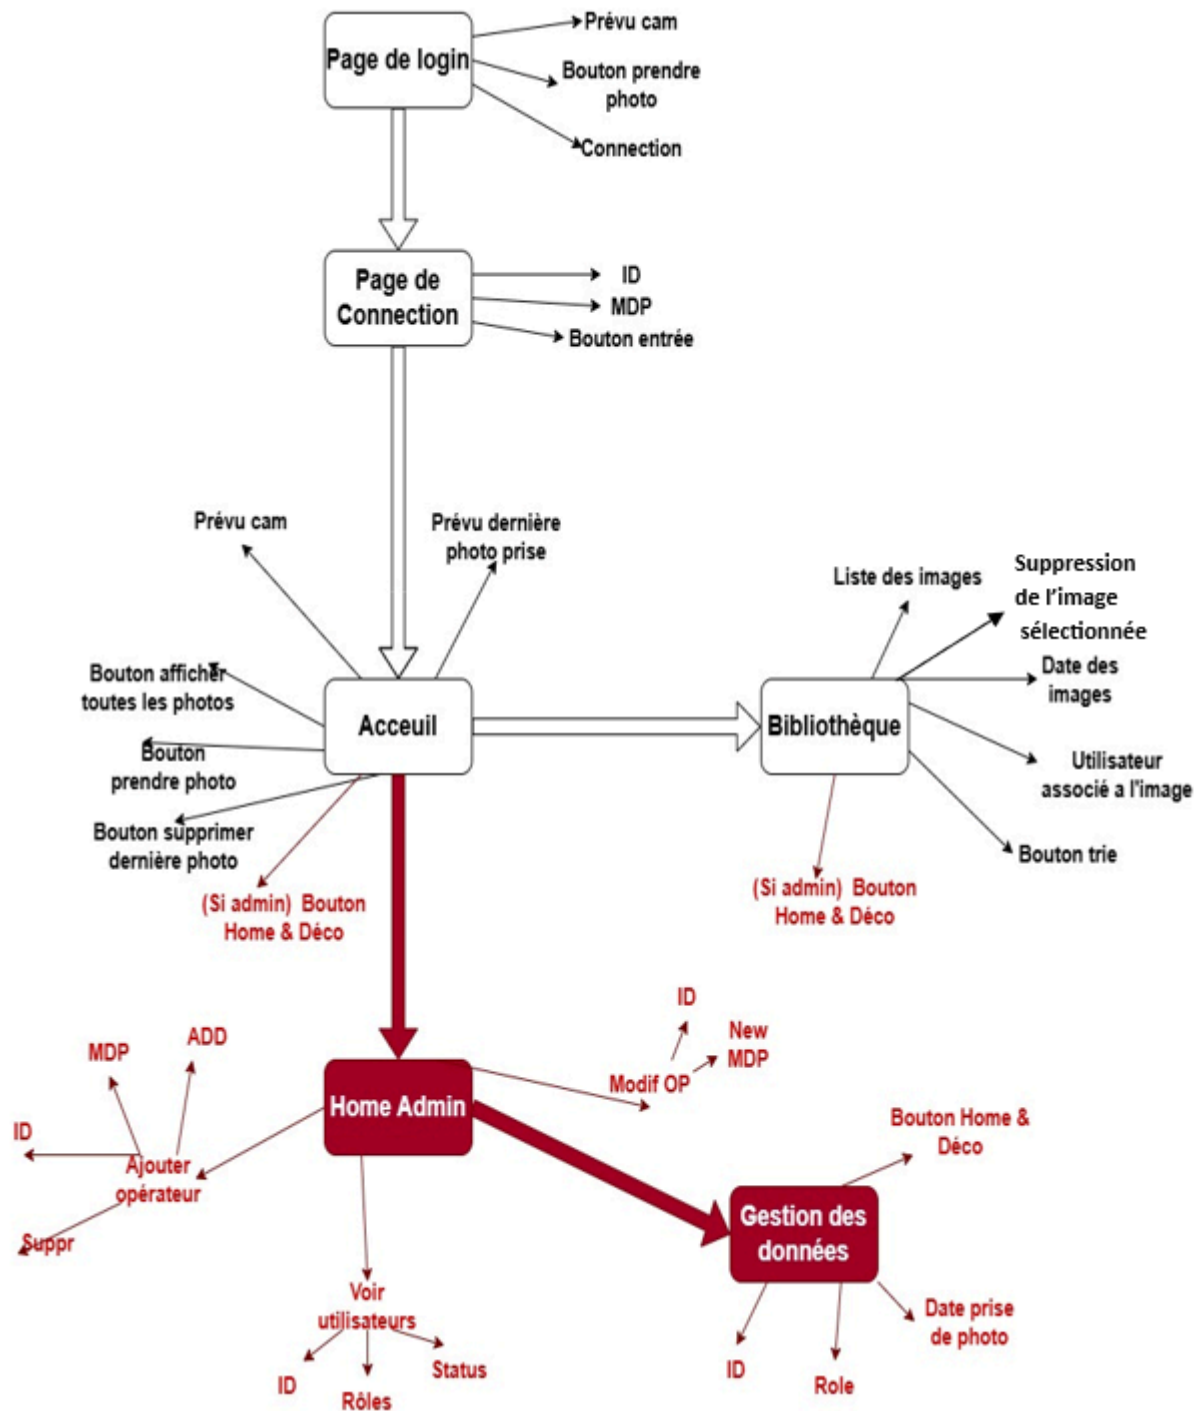 Page de login
Prévu cam
Bouton prendre
photo
Connection
Page de
Connection
ID
MDP
Bouton entrée
Prévu cam
Prévu dernière
photo prise
Bouton afficher
toutes les photos
Bouton
prendre photo
Bouton supprimer
dernière photo
(Si admin) Bouton
Home & Déco
Acceuil
Bibliothèque
Liste des images
Suppression
de l'image
sélectionnée
Date des
images
Utilisateur
associé a l'image
Bouton trie
(Si admin) Bouton
Home & Déco
Home Admin
ADD
MDP
ID
Ajouter
opérateur
Suppr
Voir
utilisateurs
ID
Rôles
Status
Modif OP
ID
New
MDP
Gestion des
données
Bouton Home &
Déco
Date prise
de photo
ID
Role